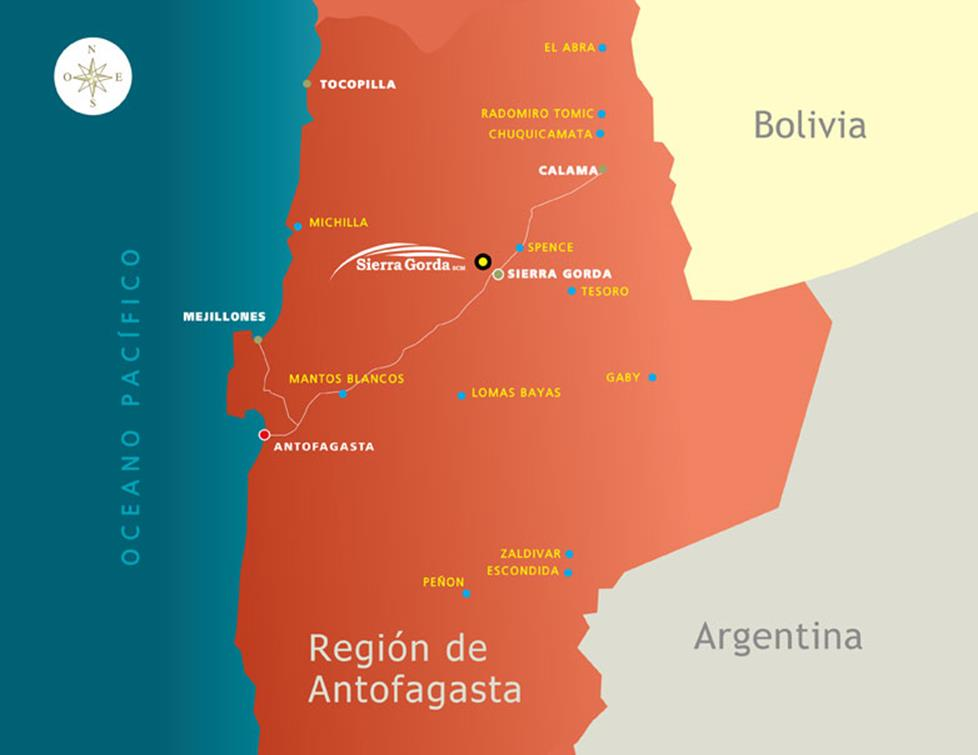 N
O E
S
EL ABRA
TOCOPILLA
RADOMIRO TOMIC
Bolivia
CHUQUICAMATA
CALAMA
MICHILLA
SPENCE
Sierra Gorda SCM
SIERRA GORDA
TESORO
OCEANO PACÍFICO
MEJILLONES
MANTOS BLANCOS
GABY
LOMAS BAYAS
ANTOFAGASTA
ZALDIVAR
ESCONDIDA
PEÑON
Argentina
Región de
Antofagasta